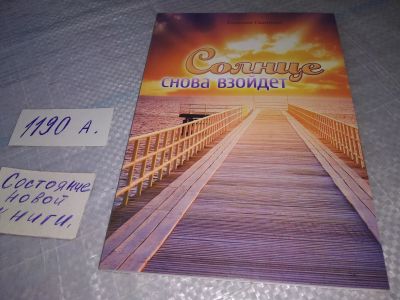 Солнце
снова взойдет
1190 А.
Состояние
новой
книги.